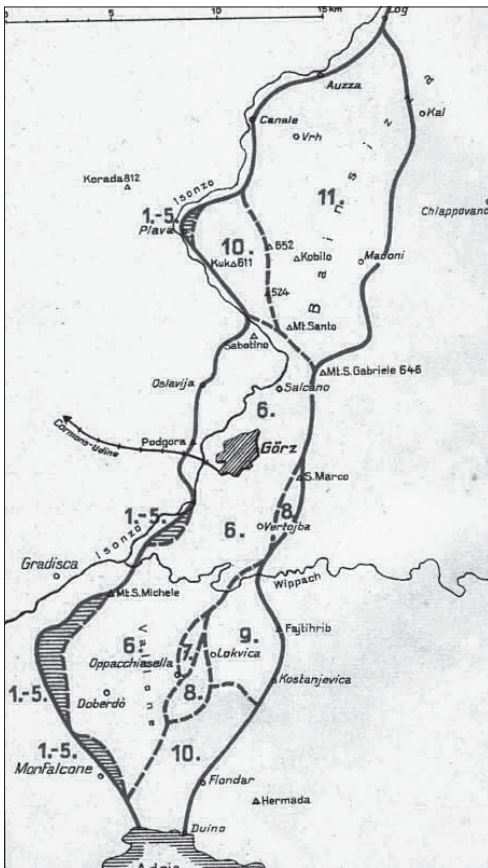 0 5 10 15 km
Log
Auzza
Canale
Kal
Vrh
Korada 812
Isonzo
11.
1.-5.
Chiappovano
Plava
Bainsizza
652
10.
Kobilo
Madoni
Kuk 611
524
Mt. Santo
Sabotino
Mt.S.Gabriele 646
Oslavija
Salcano
6.
Cormons-Udine
Podgora
Görz
S. Marco
1.-5.
8.
6.
Vertojba
Isonzo
Gradisca
Wippach
Mt.S.Michele
9.
Fajtihrib
6.
7.
Lokvica
Vallone
Oppacchiasella
Kostanjevica
8.
1.-5.
Doberdò
1.-5.
10.
Monfalcone
Flondar
Hermada
Duino
Adria